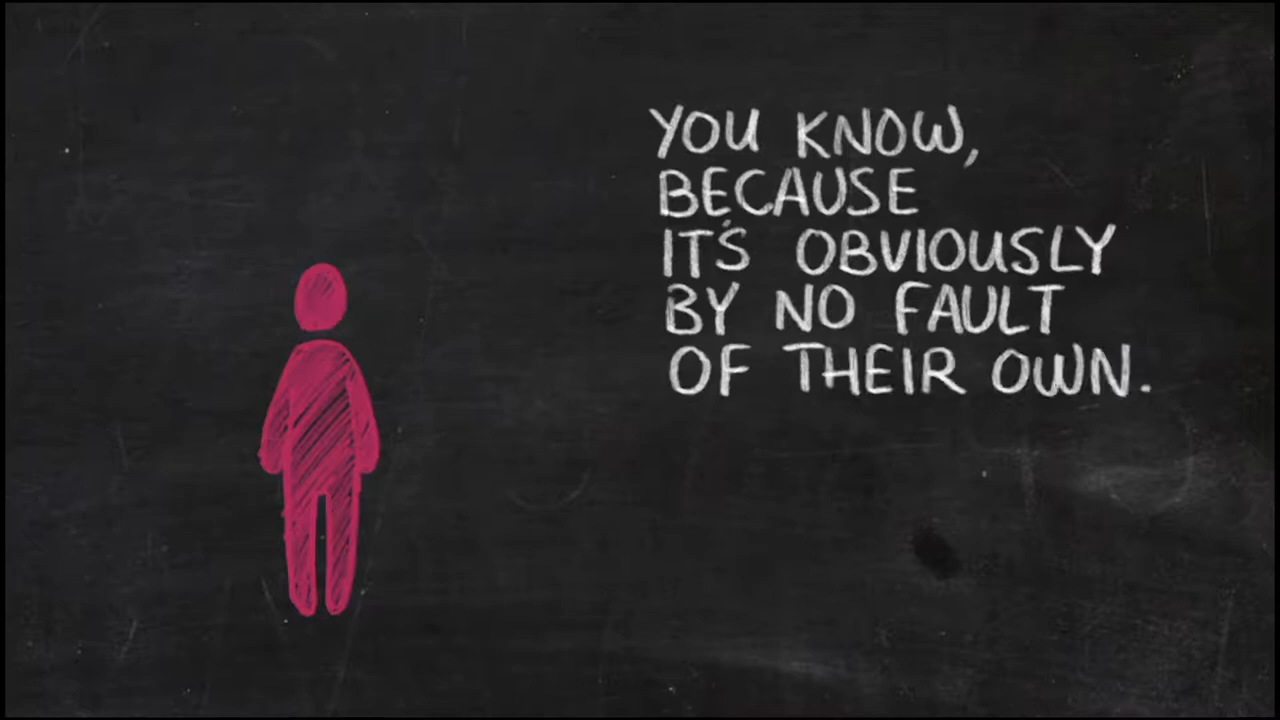 YOU KNOW,
BECAUSE
IT'S OBVIOUSLY
BY NO FAULT
OF THEIR OWN.